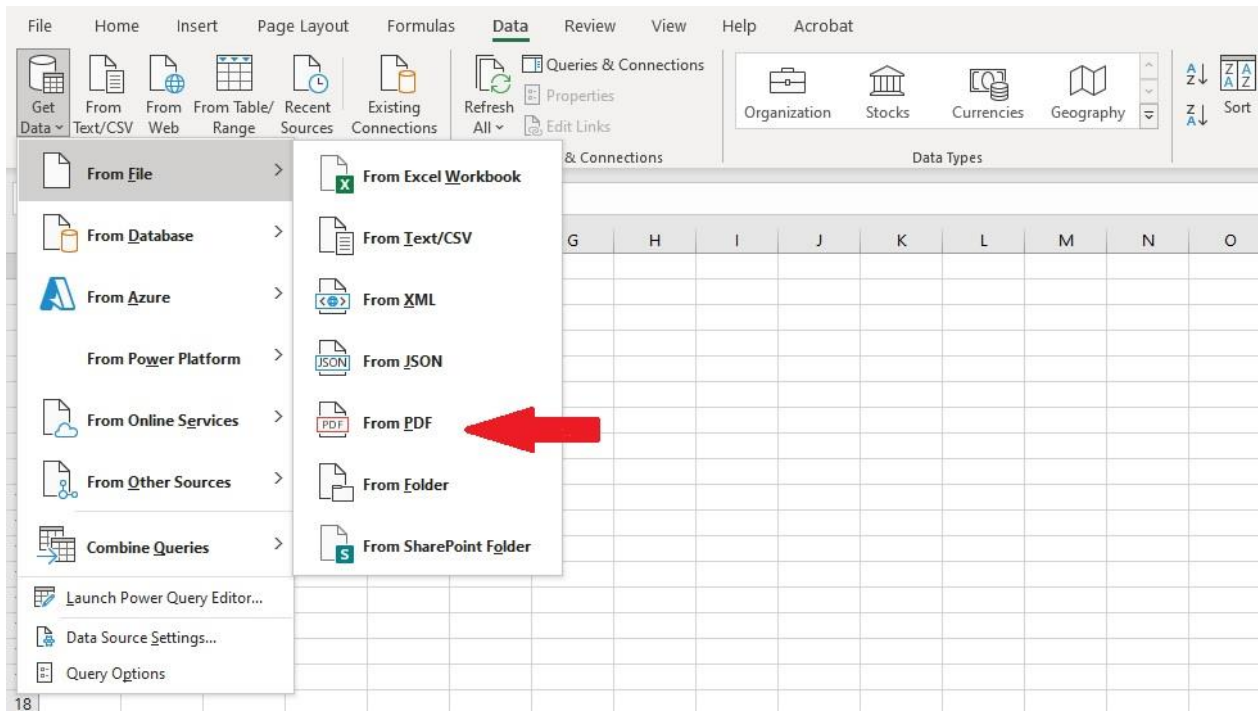 File Home Insert Page Layout Formulas Data Review View Help Acrobat
Get Data
From Text/CSV
From Web
From Table/ Range
Recent Sources
Existing Connections
Refresh All
Queries & Connections
Properties
Edit Links
Organization
Stocks
Currencies
Geography
Sort
& Connections
Data Types
From File
From Database
From Azure
From Power Platform
From Online Services
From Other Sources
Combine Queries
Launch Power Query Editor...
Data Source Settings...
Query Options
From Excel Workbook
From Text/CSV
From XML
JSON From JSON
PDF From PDF
From Folder
From SharePoint Folder
G H I J K L M N O
18